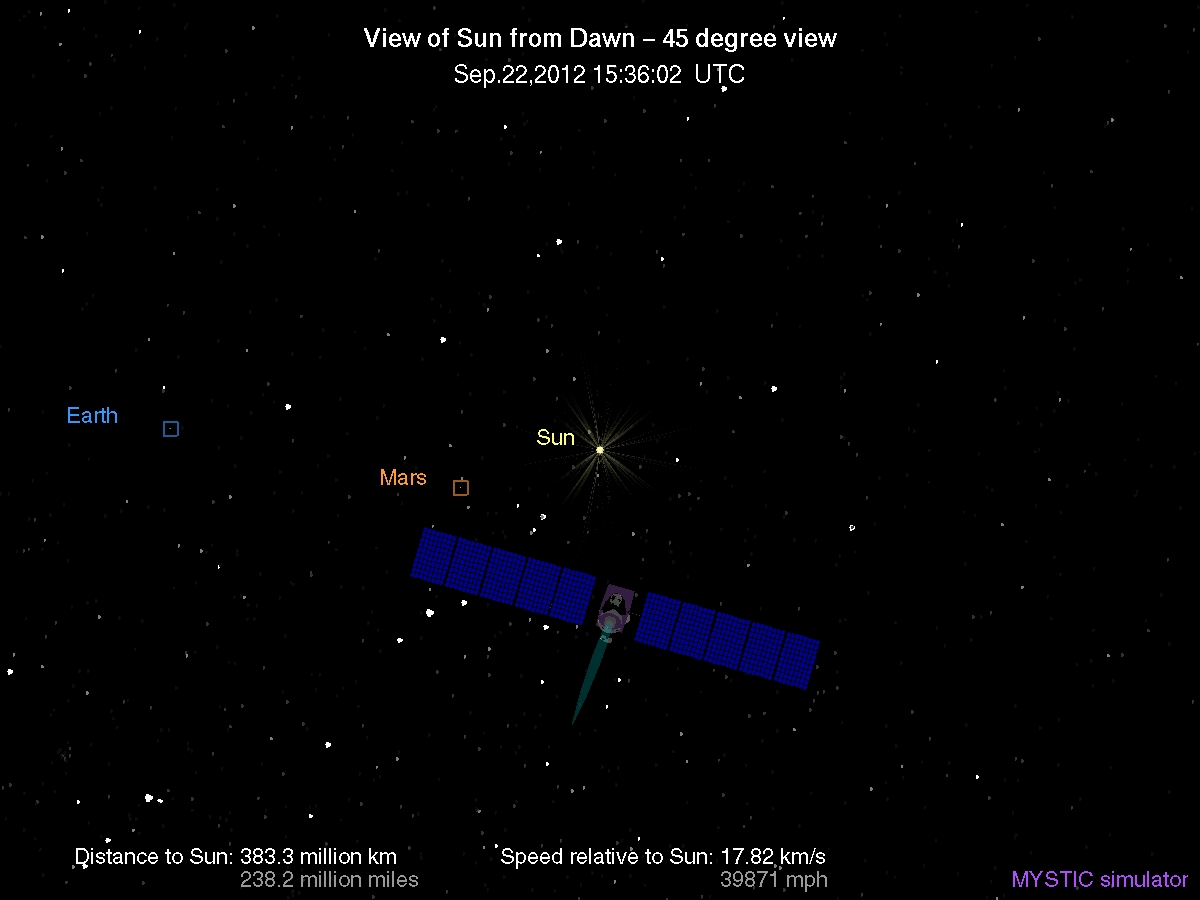 View of Sun from Dawn – 45 degree view
Sep.22,2012 15:36:02 UTC
Earth
Sun
Mars
Distance to Sun: 383.3 million km
238.2 million miles
Speed relative to Sun: 17.82 km/s
39871 mph
MYSTIC simulator